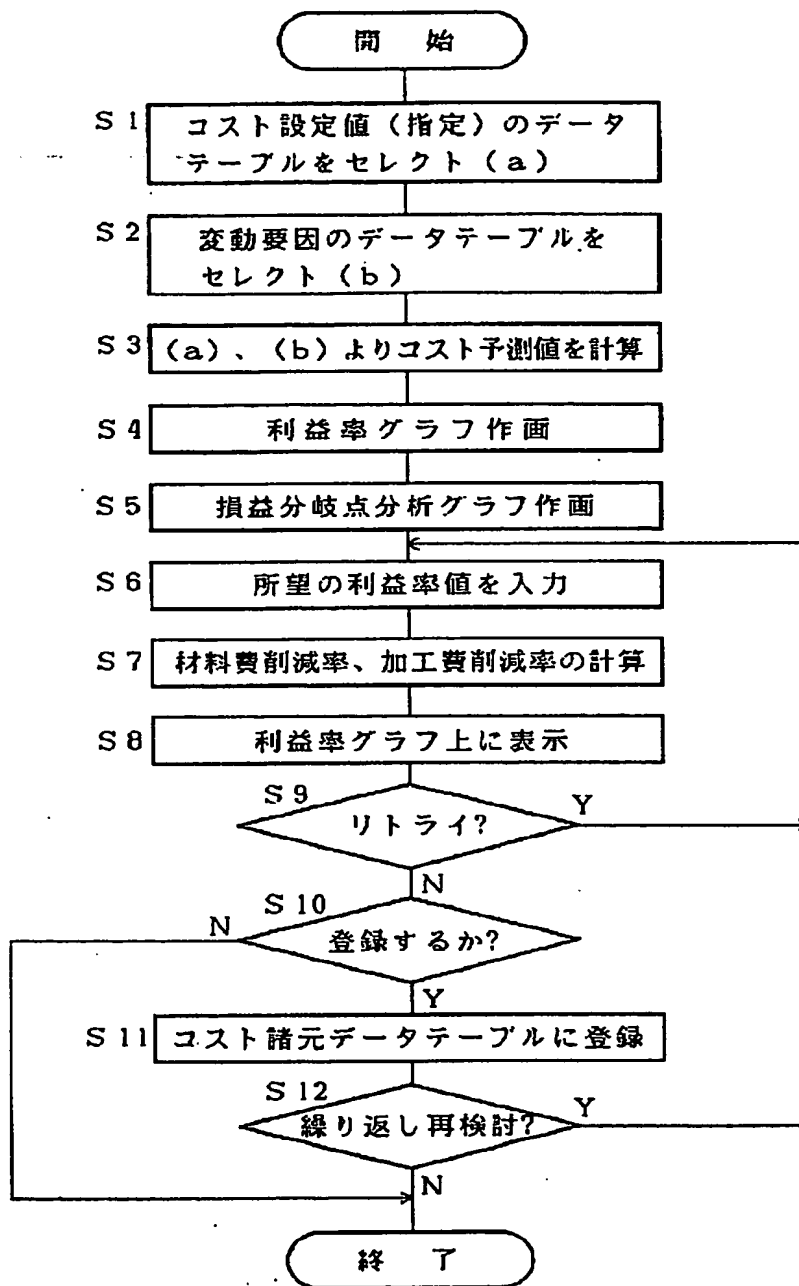 開 始
S1
コスト設定値(指定)のデータ
テーブルをセレクト(a)
S2
変動要因のデータテーブルを
セレクト(b)
S3
(a)、(b)よりコスト予測値を計算
S4
利益率グラフ作画
S5
損益分岐点分析グラフ作画
S6
所望の利益率値を入力
S7
材料費削減率、加工費削減率の計算
S8
利益率グラフ上に表示
S9
リトライ?
Y
N
S10
N
登録するか?
Y
S11
コスト諸元データテーブルに登録
S12
繰り返し再検討?
Y
N
終 了